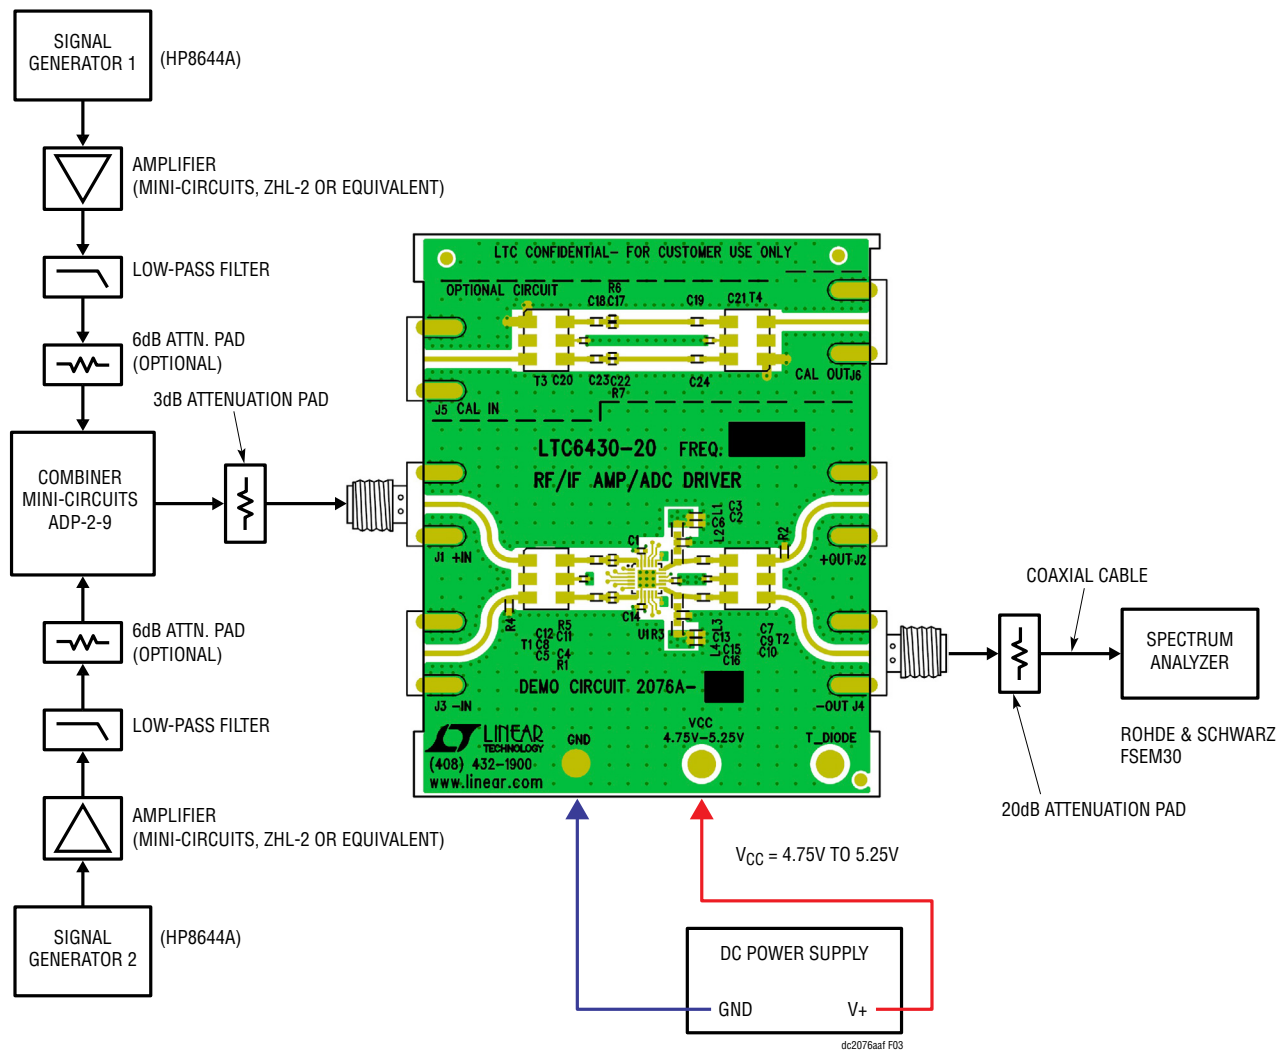 SIGNAL
GENERATOR 1
(HP8644A)
AMPLIFIER
(MINI-CIRCUITS, ZHL-2 OR EQUIVALENT)
LOW-PASS FILTER
6dB ATTN. PAD
(OPTIONAL)
3dB ATTENUATION PAD
COMBINER
MINI-CIRCUITS
ADP-2-9
6dB ATTN. PAD
(OPTIONAL)
LOW-PASS FILTER
AMPLIFIER
(MINI-CIRCUITS, ZHL-2 OR EQUIVALENT)
SIGNAL
GENERATOR 2
(HP8644A)
LTC CONFIDENTIAL- FOR CUSTOMER USE ONLY
OPTIONAL CIRCUIT
R6
C18 C17
C19
C21 T4
T3 C20
C23 C22
R7
C24
CAL OUT J6
J5 CAL IN
LTC6430-20 FREQ.
RF/IF AMP/ADC DRIVER
L1
C3
C2
C6
L2
R2
C1
J1 +IN
+OUT J2
R4
C14
U1 R3
R5
C12
C11
T1
C8
C5
C4
R1
L3
C13
L4
C15
C16
C7
C9
T2
C10
DEMO CIRCUIT 2076A-
J3 -IN
-OUT J4
LINEAR
TECHNOLOGY
(408) 432-1900
www.linear.com
GND
VCC
4.75V-5.25V
T_DIODE
COAXIAL CABLE
SPECTRUM
ANALYZER
ROHDE & SCHWARZ
FSEM30
20dB ATTENUATION PAD
VCC = 4.75V TO 5.25V
DC POWER SUPPLY
GND
V+
dc2076aaf F03